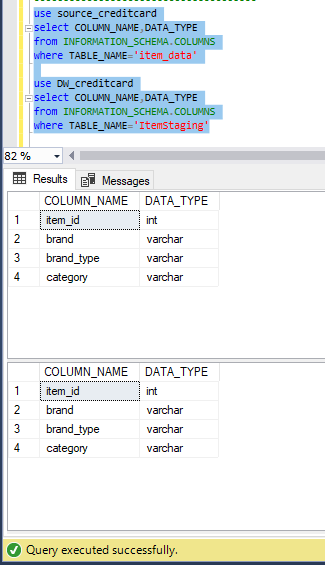 use source_creditcard
select COLUMN_NAME,DATA_TYPE
from INFORMATION_SCHEMA.COLUMNS
where TABLE_NAME='item_data'
use DW_creditcard
select COLUMN_NAME,DATA_TYPE
from INFORMATION_SCHEMA.COLUMNS
where TABLE_NAME='ItemStaging'
82 %
Results Messages
COLUMN_NAME DATA_TYPE
1 item_id int
2 brand varchar
3 brand_type varchar
4 category varchar
COLUMN_NAME DATA_TYPE
1 item_id int
2 brand varchar
3 brand_type varchar
4 category varchar
Query executed successfully.